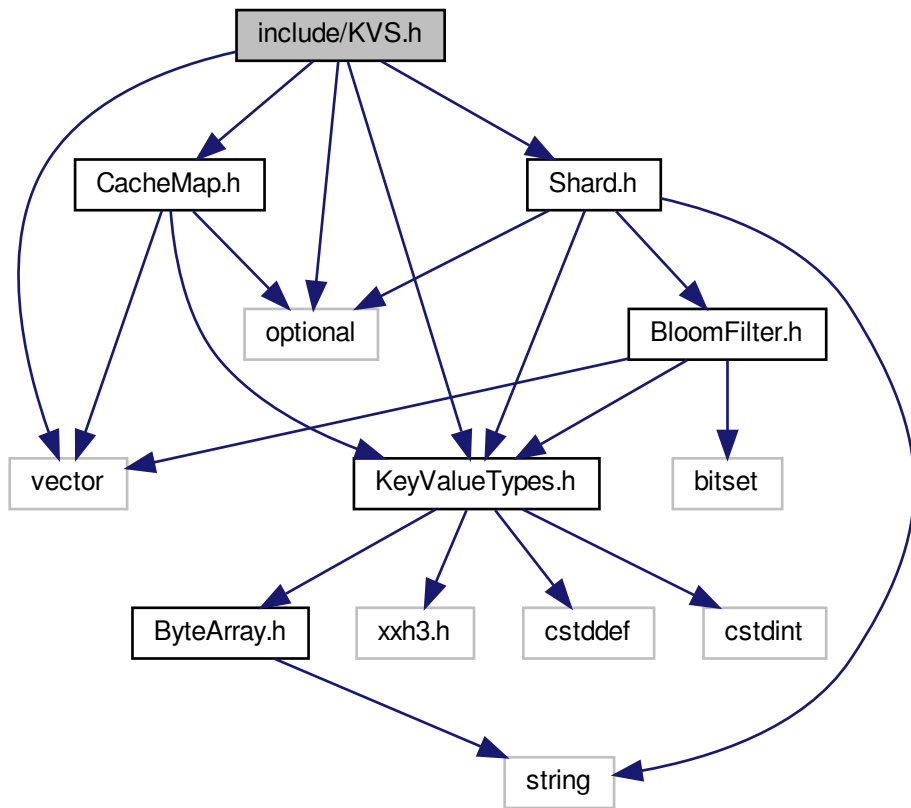 include/KVS.h
CacheMap.h
Shard.h
optional
BloomFilter.h
vector
KeyValueTypes.h
bitset
ByteArray.h
xxh3.h
cstddef
cstdint
string